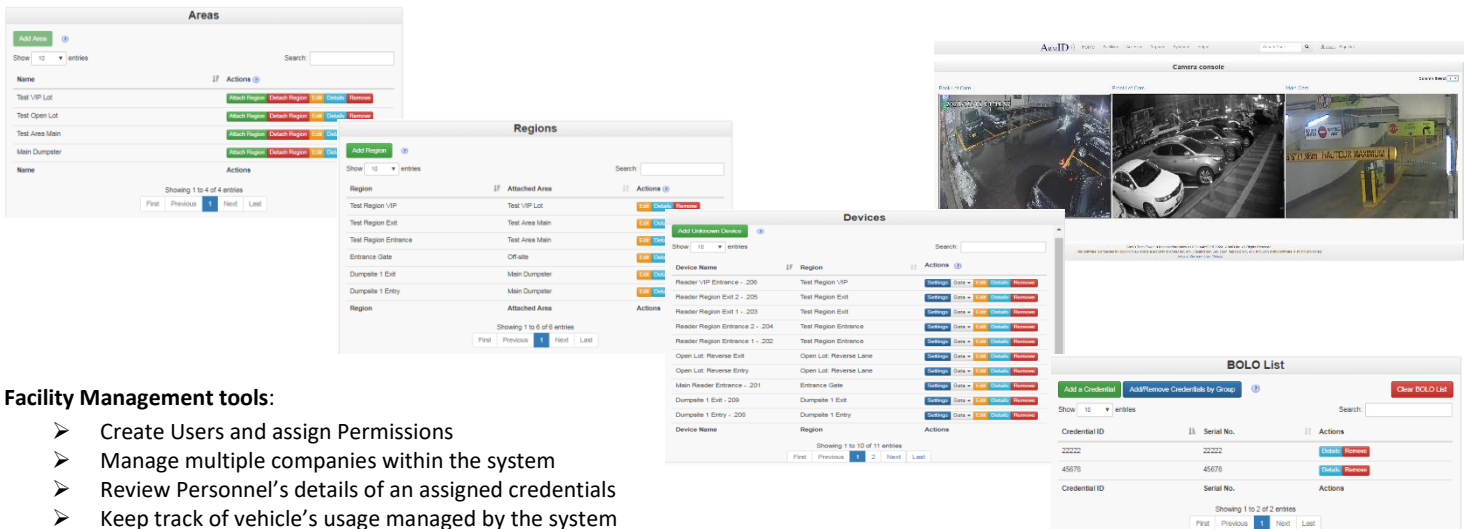 Areas
Add Area
Show 10 entries Search:
Name Actions
Test VIP Lot Attach Region Detach Region Edit Details Remove
Test Open Lot Attach Region Detach Region Edit Details Remove
Test Area Main Attach Region Detach Region Edit
Main Dumpster Attach Region Detach Region Edit
Name Actions
Showing 1 to 4 of 4 entries
First Previous 1 Next Last
Regions
Add Region
Show 10 entries Search:
Region Attached Area Actions
Test Region VIP Test VIP Lot Edit Details Remove
Test Region Exit Test Area Main Edit
Test Region Entrance Test Area Main Edit
Entrance Gate Off-site Edit
Dumpsite 1 Exit Main Dumpster Edit
Dumpsite 1 Entry Main Dumpster Edit
Region Attached Area Actions
Showing 1 to 6 of 6 entries
First Previous 1 Next Last
Devices
Add Unknown Device
Show 10 entries Search:
Device Name Region Actions
Reader VIP Entrance - .206 Test Region VIP Settings Gate Edit Details Remove
Reader Region Exit 2 - .205 Test Region Exit Settings Gate Edit Details Remove
Reader Region Exit 1 - .203 Test Region Exit Settings Gate Edit Details Remove
Reader Region Entrance 2 - .204 Test Region Entrance Settings Gate Edit Details Remove
Reader Region Entrance 1 - .202 Test Region Entrance Settings Gate Edit Details Remove
Open Lot: Reverse Exit Open Lot: Reverse Lane Settings Gate Edit Details Remove
Open Lot: Reverse Entry Open Lot: Reverse Lane Settings Gate Edit Details Remove
Main Reader Entrance - .201 Entrance Gate Settings Gate Edit Details Remove
Dumpsite 1 Exit - 209 Dumpsite 1 Exit Settings Gate Edit Details Remove
Dumpsite 1 Entry - .208 Dumpsite 1 Entry Settings Gate Edit Details Remove
Device Name Region Actions
Showing 1 to 10 of 11 entries
First Previous 1 2 Next Last
Camera console
Main Cam
HAUTEUR MAXIMUM
BOLO List
Add a Credential Add/Remove Credentials by Group Clear BOLO List
Show 10 entries Search:
Credential ID Serial No. Actions
22222 22222 Details Remove
45678 45678 Details Remove
Credential ID Serial No. Actions
Showing 1 to 2 of 2 entries
First Previous 1 Next Last
Facility Management tools:
➢ Create Users and assign Permissions
➢ Manage multiple companies within the system
➢ Review Personnel’s details of an assigned credentials
➢ Keep track of vehicle’s usage managed by the system